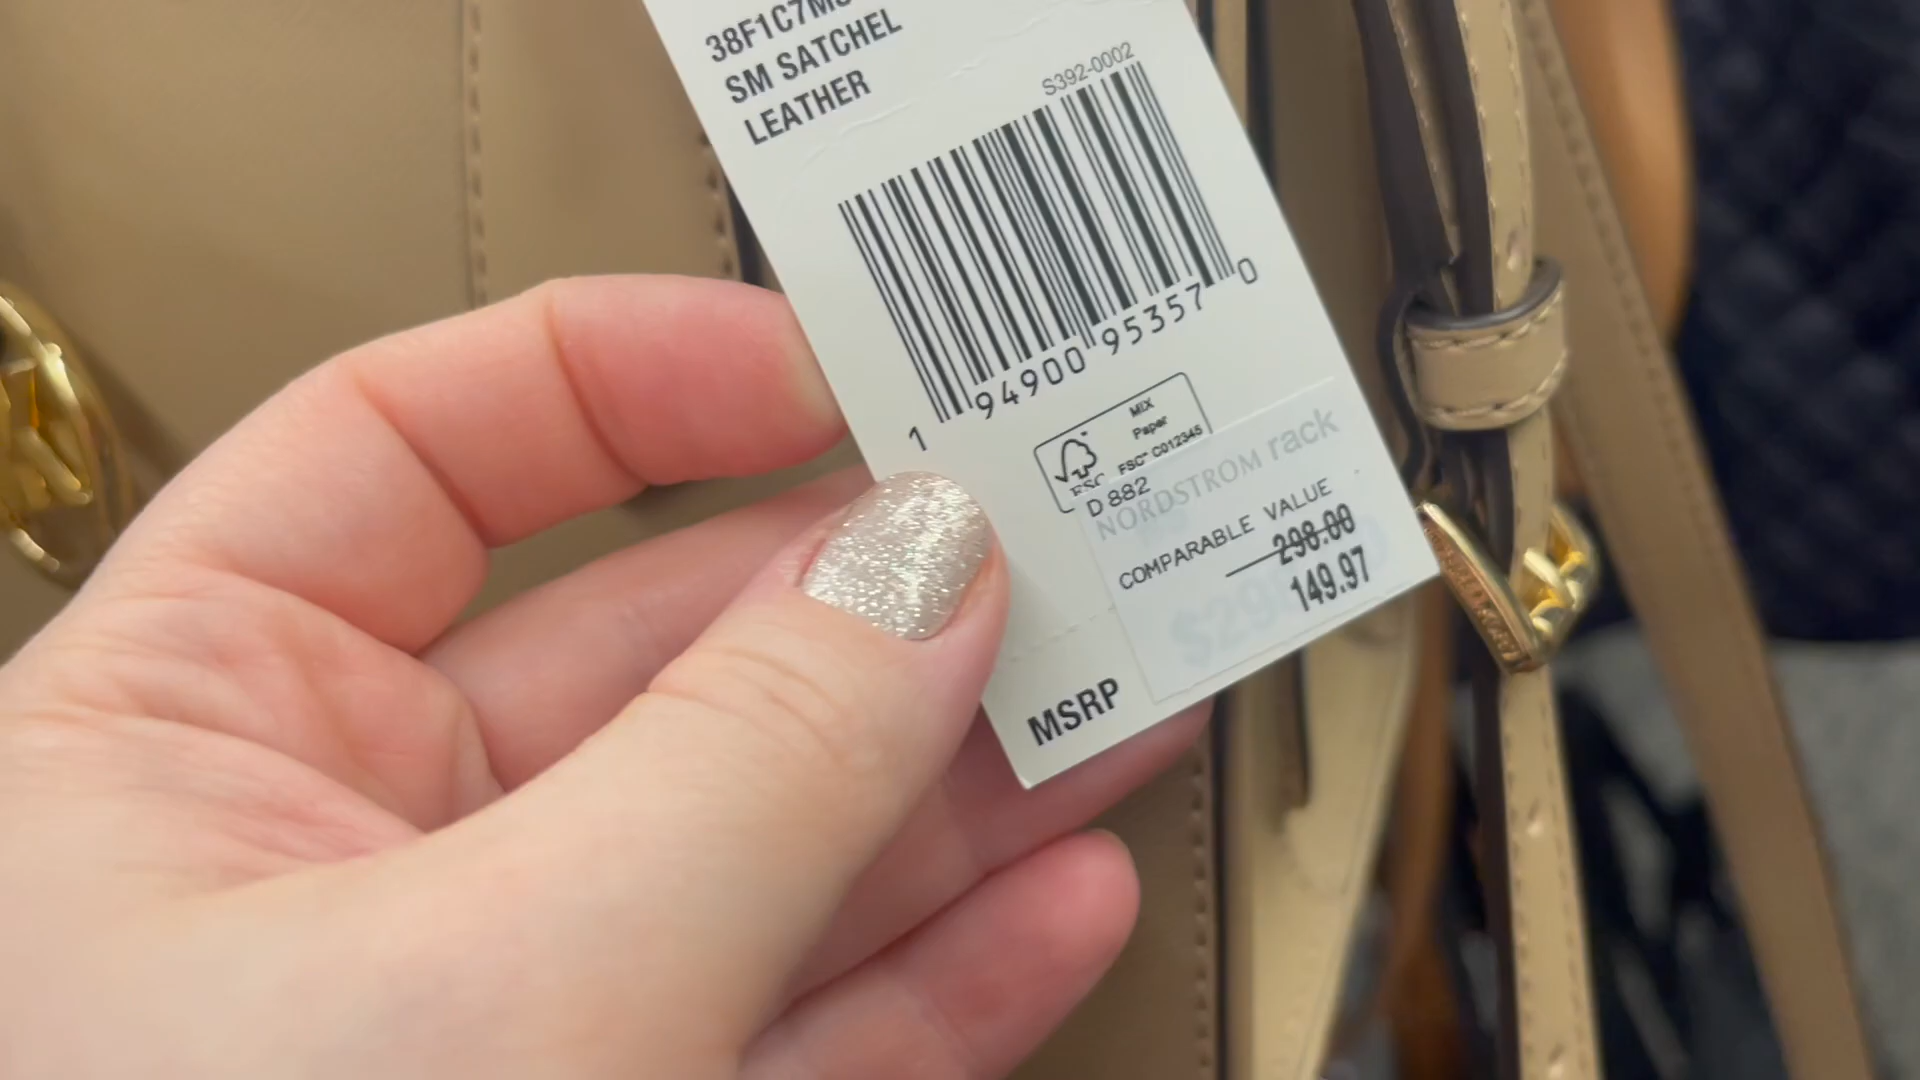 SM SATCHEL
LEATHER
S392-0002
1 94900 95357 0
MIX
Paper
FSC® C012345
FSC
D 882
NORDSTROM rack
COMPARABLE VALUE
298.00
149.97
MSRP